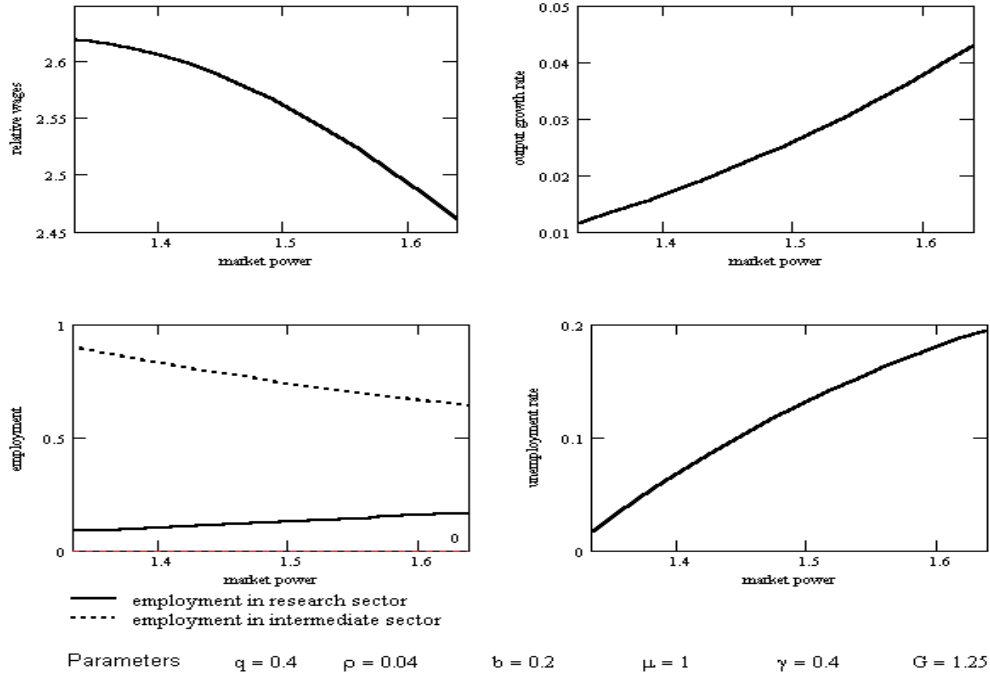 relative wages
2.6
2.55
2.5
2.45
1.4 1.5 1.6
market power
output growth rate
0.05
0.04
0.03
0.02
0.01
1.4 1.5 1.6
market power
employment
1
0.5
0
0
1.4 1.5 1.6
market power
employment in research sector
employment in intermediate sector
unemployment rate
0.2
0.1
0
1.4 1.5 1.6
market power
Parameters q = 0.4 ρ = 0.04 b = 0.2 μ = 1 γ = 0.4 G = 1.25